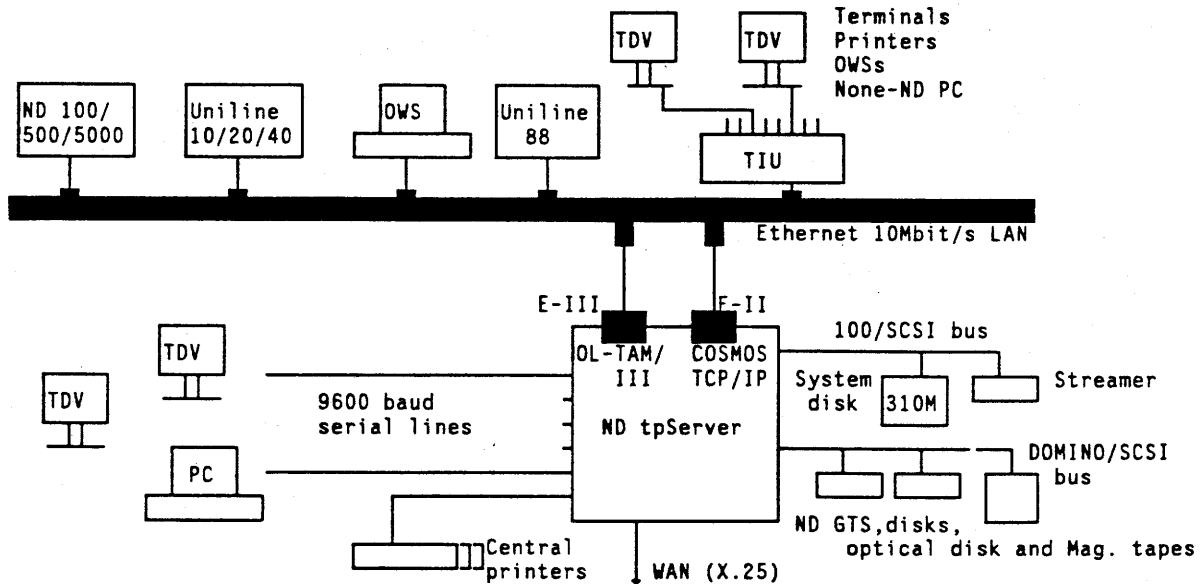 TDV
TDV
Terminals
Printers
OWSs
None-ND PC
ND 100/
500/5000
Uniline
10/20/40
OWS
Uniline
88
TIU
Ethernet 10Mbit/s LAN
E-III
E-II
OL-TAM/
III
COSMOS
TCP/IP
ND tpServer
100/SCSI bus
System
disk
310M
Streamer
TDV
TDV
9600 baud
serial lines
PC
DOMINO/SCSI
bus
ND GTS,disks,
optical disk and Mag. tapes
Central
printers
WAN (X.25)